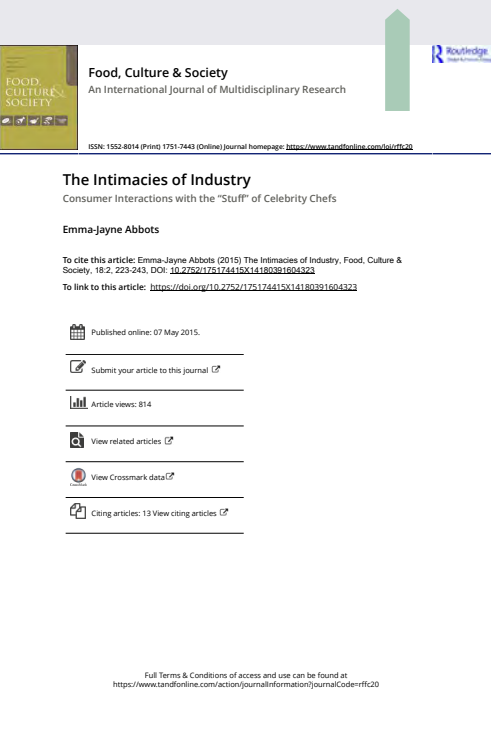 FOOD,
CULTURE&
SOCIETY
Routledge
Food, Culture & Society
An International Journal of Multidisciplinary Research
ISSN: 1552-8014 (Print) 1751-7443 (Online) Journal homepage: https://www.tandfonline.com/loi/rffc20
The Intimacies of Industry
Consumer Interactions with the “Stuff” of Celebrity Chefs
Emma-Jayne Abbots
To cite this article: Emma-Jayne Abbots (2015) The Intimacies of Industry, Food, Culture &
Society, 18:2, 223-243, DOI: 10.2752/175174415X14180391604323
To link to this article: https://doi.org/10.2752/175174415X14180391604323
Published online: 07 May 2015.
Submit your article to this journal
Article views: 814
View related articles
View Crossmark data
CrossMark
Citing articles: 13 View citing articles
Full Terms & Conditions of access and use can be found at
https://www.tandfonline.com/action/journalInformation?journalCode=rffc20